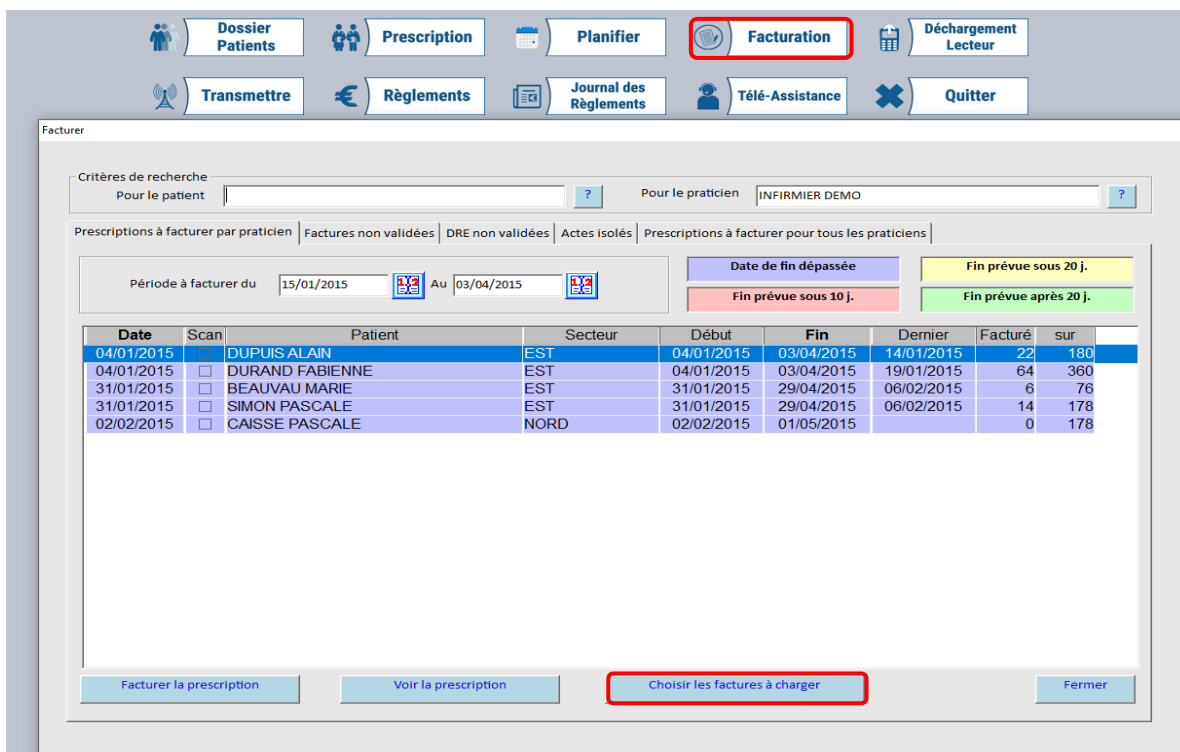 Dossier Patients
Prescription
Planifier
Facturation
Déchargement Lecteur
Transmettre
Règlements
Journal des Règlements
Télé-Assistance
Quitter
Facturer
Critères de recherche
Pour le patient ? Pour le praticien INFIRMIER DEMO ?
Prescriptions à facturer par praticien Factures non validées DRE non validées Actes isolés Prescriptions à facturer pour tous les praticiens
Période à facturer du 15/01/2015 Au 03/04/2015
Date de fin dépassée Fin prévue sous 20 j.
Fin prévue sous 10 j. Fin prévue après 20 j.
Date Scan Patient Secteur Début Fin Dernier Facturé sur
04/01/2015 DUPUIS ALAIN EST 04/01/2015 03/04/2015 14/01/2015 22 180
04/01/2015 DURAND FABIENNE EST 04/01/2015 03/04/2015 19/01/2015 64 360
31/01/2015 BEAUVAU MARIE EST 31/01/2015 29/04/2015 06/02/2015 6 76
31/01/2015 SIMON PASCALE EST 31/01/2015 29/04/2015 06/02/2015 14 178
02/02/2015 CAISSE PASCALE NORD 02/02/2015 01/05/2015 0 178
Facturer la prescription Voir la prescription Choisir les factures à charger Fermer